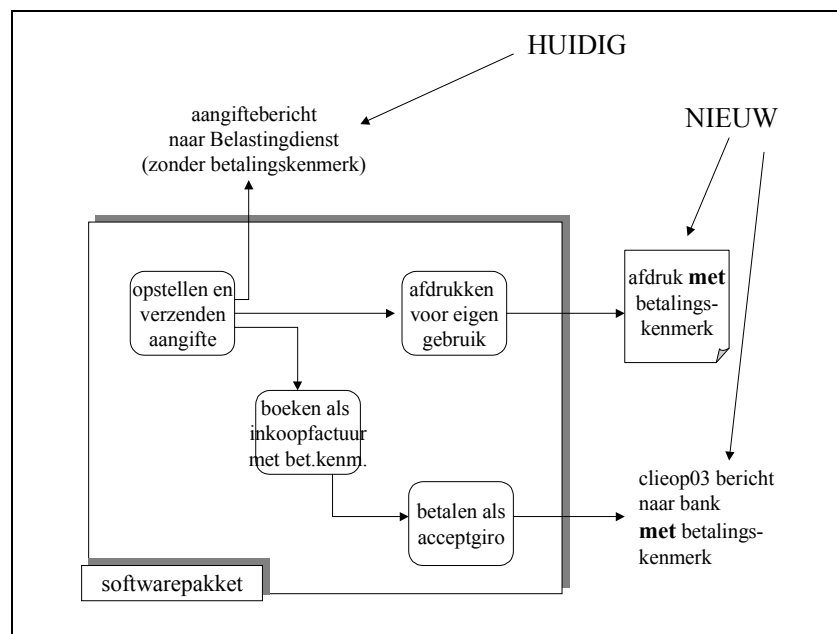 HUIDIG
aangiftebericht
naar Belastingdienst
(zonder betalingskenmerk)
NIEUW
opstellen en
verzenden
aangifte
afdrukken
voor eigen
gebruik
afdruk met
betalings-
kenmerk
boeken als
inkoopfactuur
met bet.kenm.
betalen als
acceptgiro
clieop03 bericht
naar bank
met betalings-
kenmerk
softwarepakket